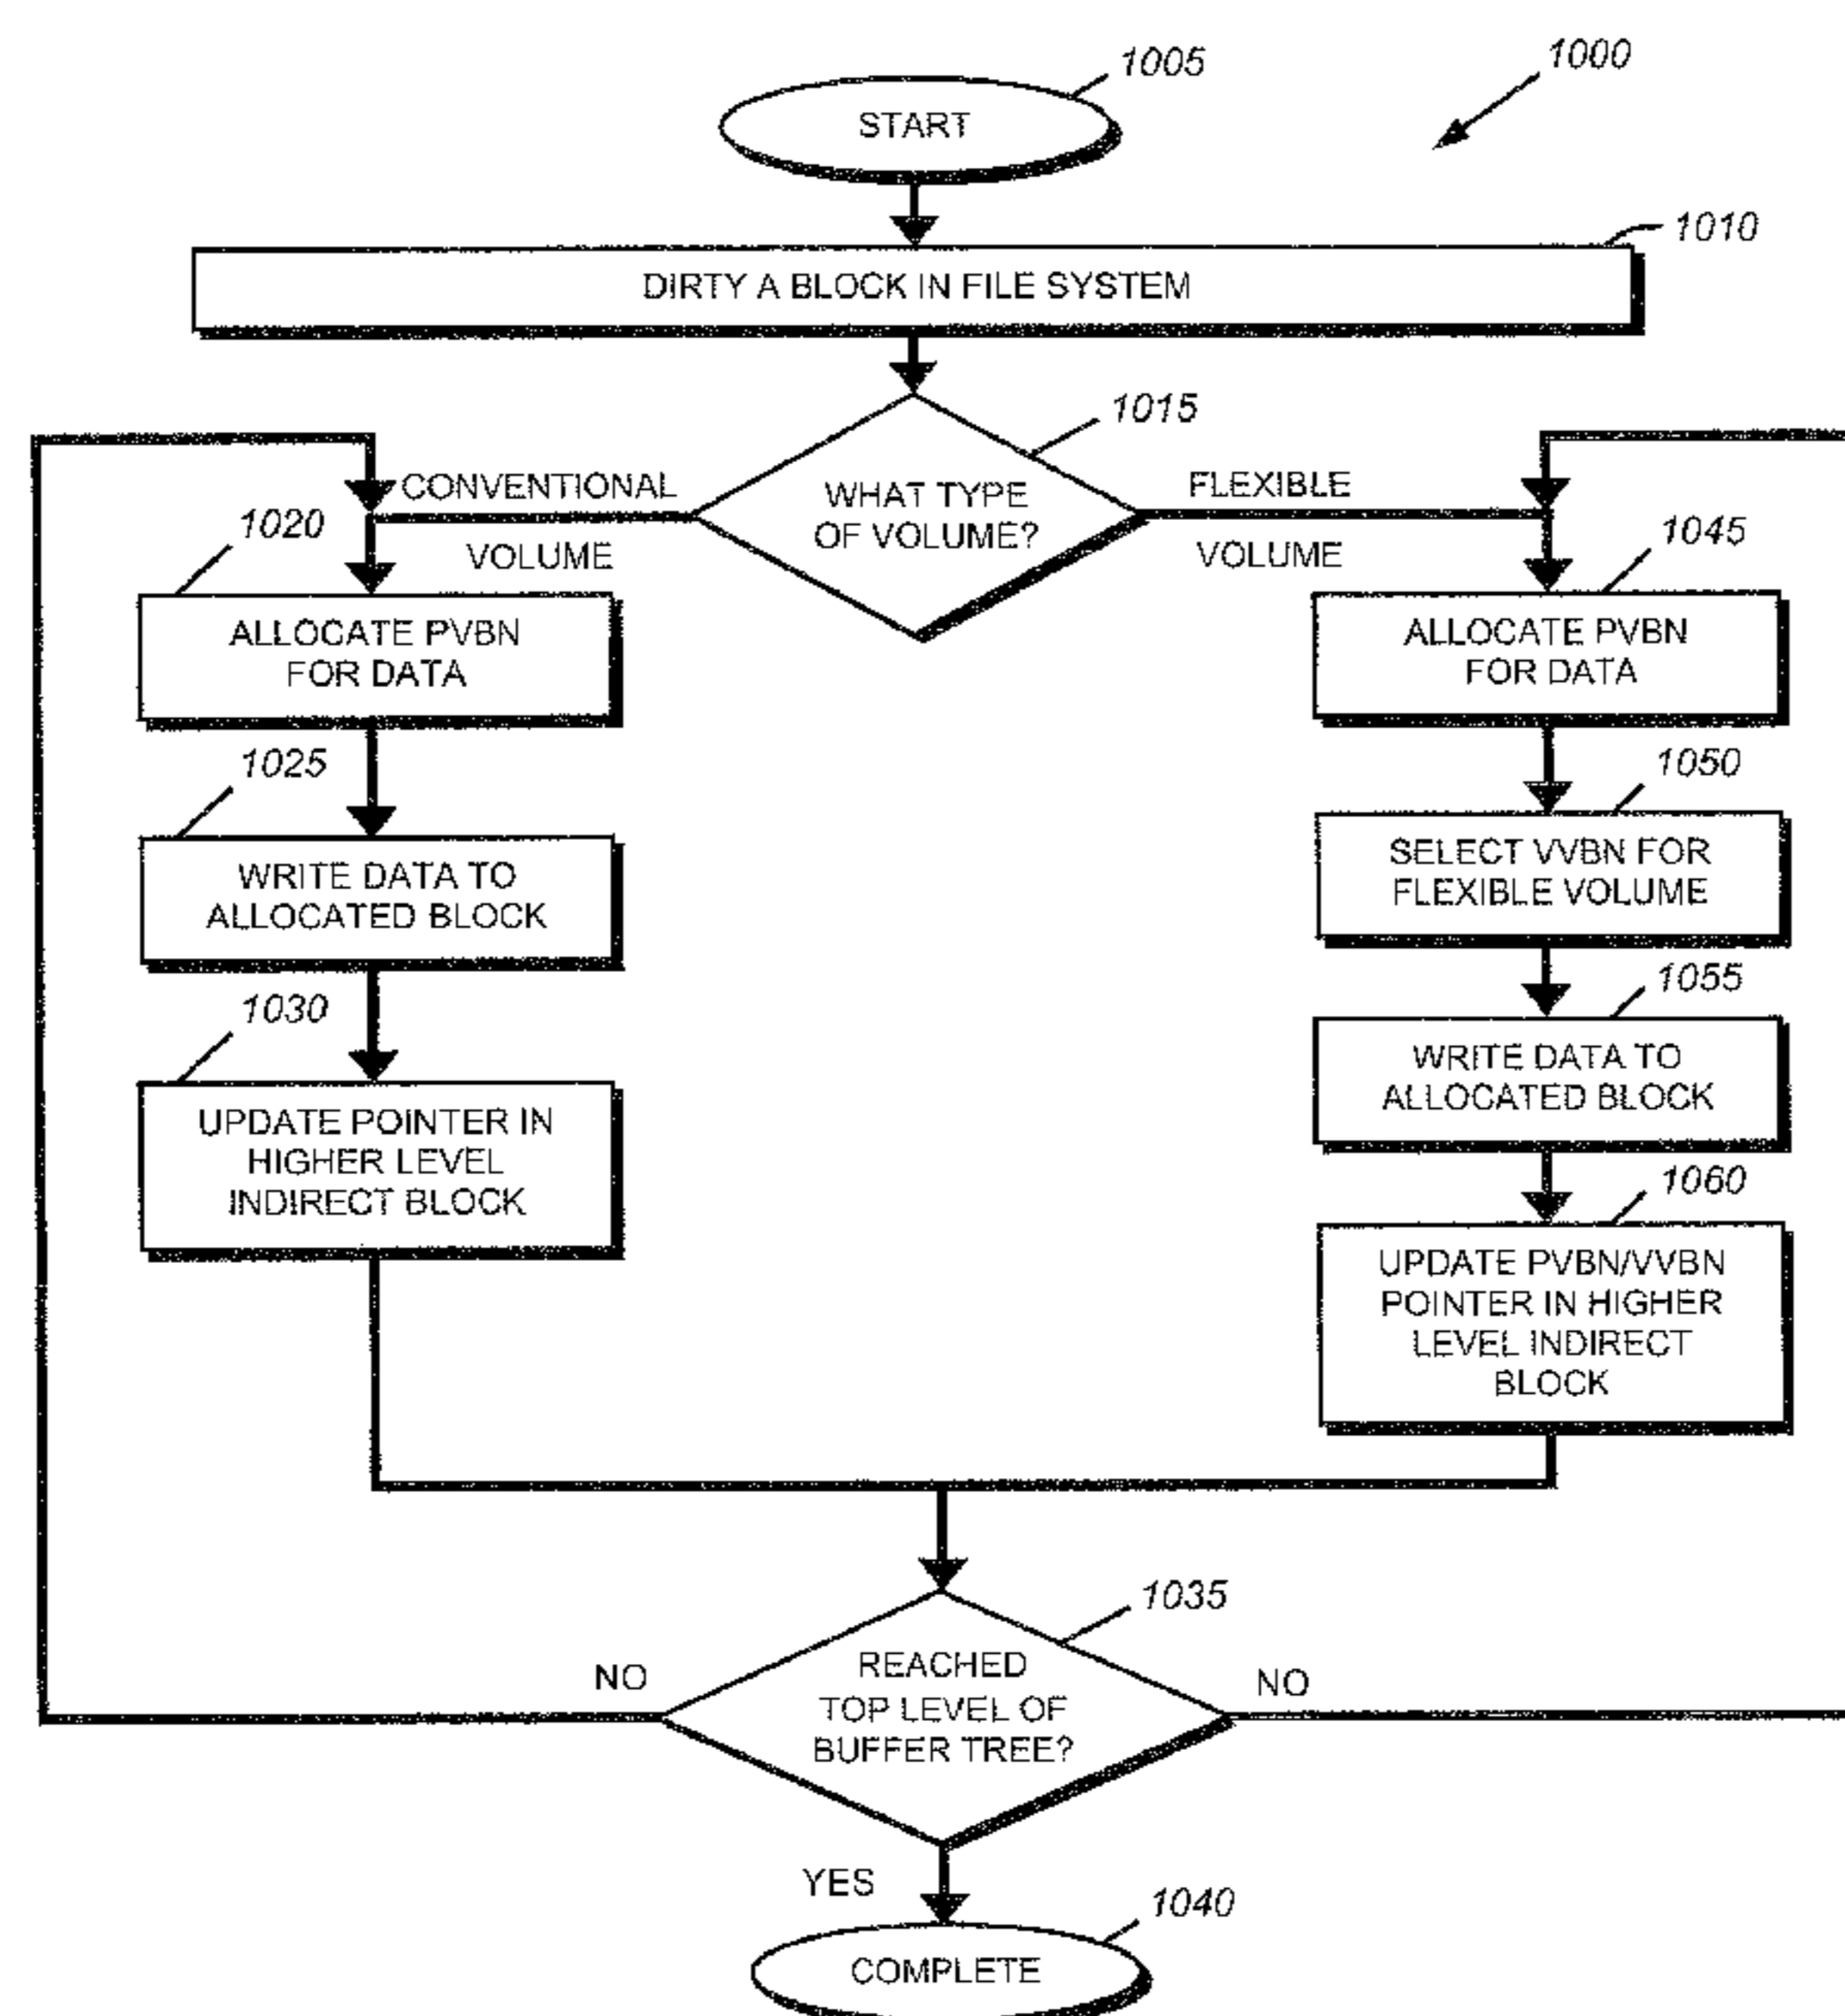 1000
1005
START
1010
DIRTY A BLOCK IN FILE SYSTEM
1015
WHAT TYPE
OF VOLUME?
CONVENTIONAL
VOLUME
FLEXIBLE
VOLUME
1020
ALLOCATE PVBN
FOR DATA
1025
WRITE DATA TO
ALLOCATED BLOCK
1030
UPDATE POINTER IN
HIGHER LEVEL
INDIRECT BLOCK
1045
ALLOCATE PVBN
FOR DATA
1050
SELECT VVBN FOR
FLEXIBLE VOLUME
1055
WRITE DATA TO
ALLOCATED BLOCK
1060
UPDATE PVBN/VVBN
POINTER IN HIGHER
LEVEL INDIRECT
BLOCK
1035
REACHED
TOP LEVEL OF
BUFFER TREE?
NO
NO
YES
1040
COMPLETE